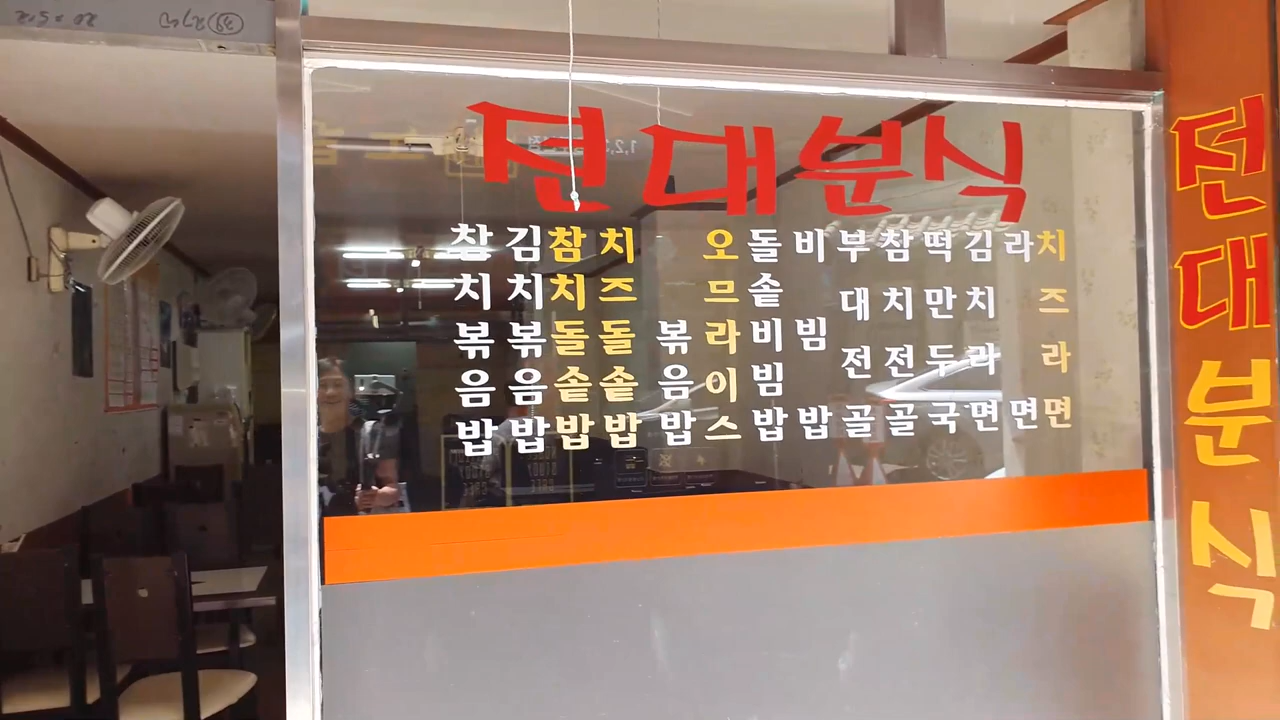 뎐대분식
참치볶음밥
김치볶음밥
참치돌솥밥
치즈돌솥밥
볶음밥
오므라이스
돌솥비빔밥
비빔밥
부대전골
참치전골
떡만두국
김치라면
라면
치즈라면
뎐대분식